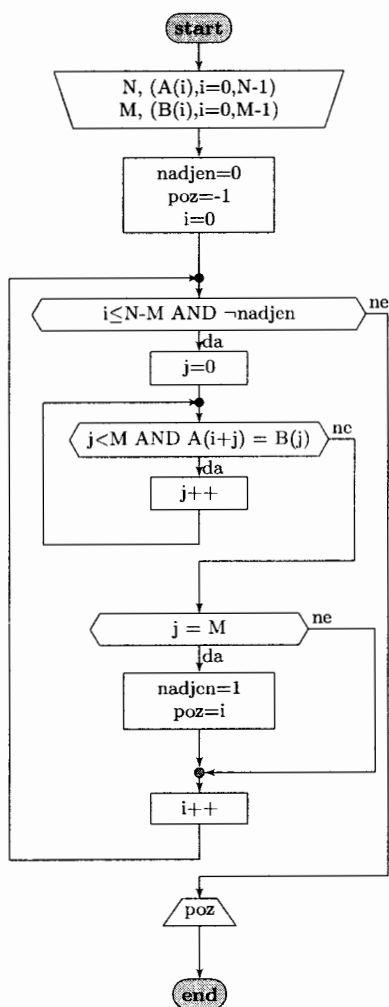 start
N, (A(i),i=0,N-1)
M, (B(i),i=0,M-1)
nadjen=0
poz=-1
i=0
i≤N-M AND ¬nadjen
ne
da
j=0
j<M AND A(i+j) = B(j)
ne
da
j++
j = M
ne
da
nadjen=1
poz=i
i++
poz
end